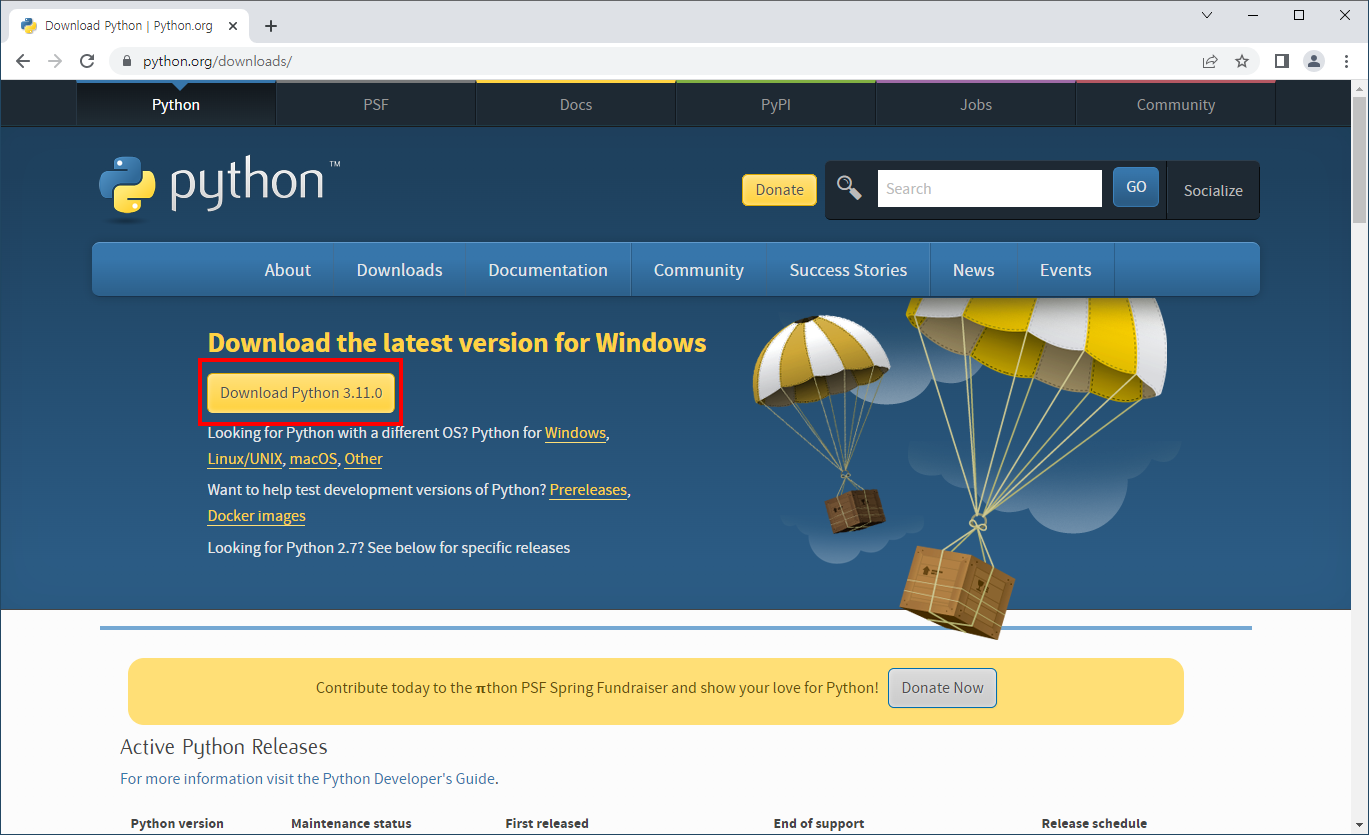 Download Python | Python.org
python.org/downloads/
Python PSF Docs PyPI Jobs Community
python™
Donate Search GO Socialize
About Downloads Documentation Community Success Stories News Events
Download the latest version for Windows
Download Python 3.11.0
Looking for Python with a different OS? Python for Windows,
Linux/UNIX, macOS, Other
Want to help test development versions of Python? Prereleases,
Docker images
Looking for Python 2.7? See below for specific releases
Contribute today to the πthon PSF Spring Fundraiser and show your love for Python! Donate Now
Active Python Releases
For more information visit the Python Developer's Guide.
Python version Maintenance status First released End of support Release schedule